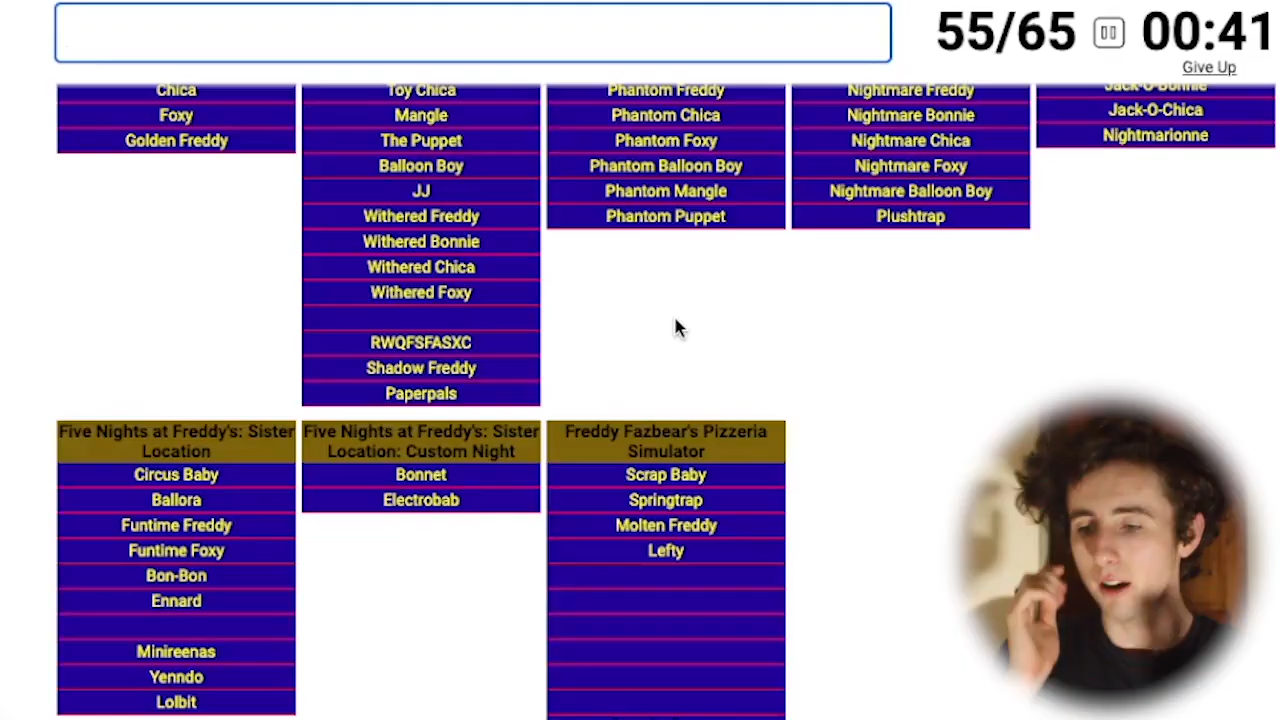 55/65 00:41
Give Up
Chica
Foxy
Golden Freddy
Toy Chica
Mangle
The Puppet
Balloon Boy
JJ
Withered Freddy
Withered Bonnie
Withered Chica
Withered Foxy
RWQFSFASXC
Shadow Freddy
Paperpals
Phantom Freddy
Phantom Chica
Phantom Foxy
Phantom Balloon Boy
Phantom Mangle
Phantom Puppet
Nightmare Freddy
Nightmare Bonnie
Nightmare Chica
Nightmare Foxy
Nightmare Balloon Boy
Plushtrap
Jack-O-Bonnie
Jack-O-Chica
Nightmarionne
Five Nights at Freddy's: Sister
Location
Circus Baby
Ballora
Funtime Freddy
Funtime Foxy
Bon-Bon
Ennard
Minireenas
Yenndo
Lolbit
Five Nights at Freddy's: Sister
Location: Custom Night
Bonnet
Electrobab
Freddy Fazbear's Pizzeria
Simulator
Scrap Baby
Springtrap
Molten Freddy
Lefty